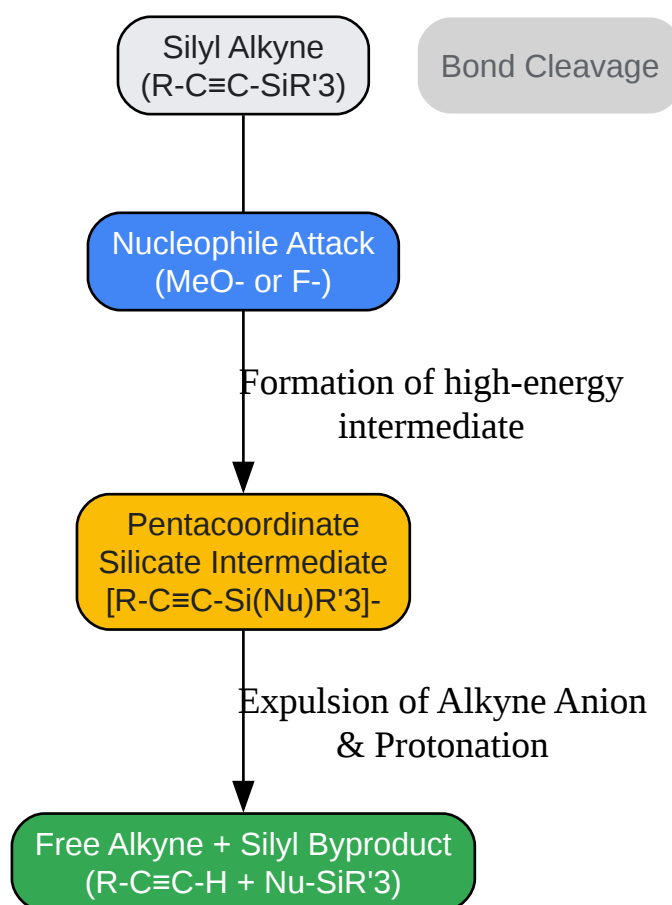 Silyl Alkyne
(R-C≡C-SiR'3)
Bond Cleavage
Nucleophile Attack
(MeO- or F-)
Formation of high-energy
intermediate
Pentacoordinate
Silicate Intermediate
[R-C≡C-Si(Nu)R'3]-
Expulsion of Alkyne Anion
& Protonation
Free Alkyne + Silyl Byproduct
(R-C≡C-H + Nu-SiR'3)